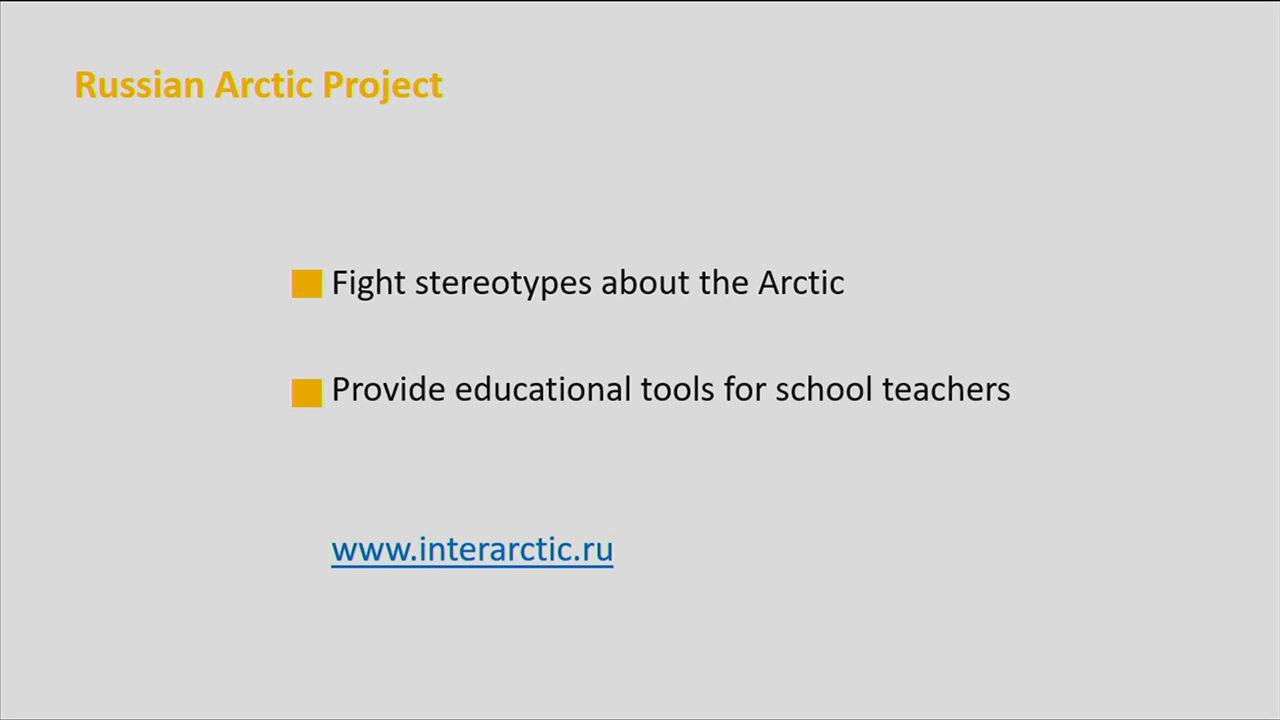 Russian Arctic Project
Fight stereotypes about the Arctic
Provide educational tools for school teachers
www.interarctic.ru